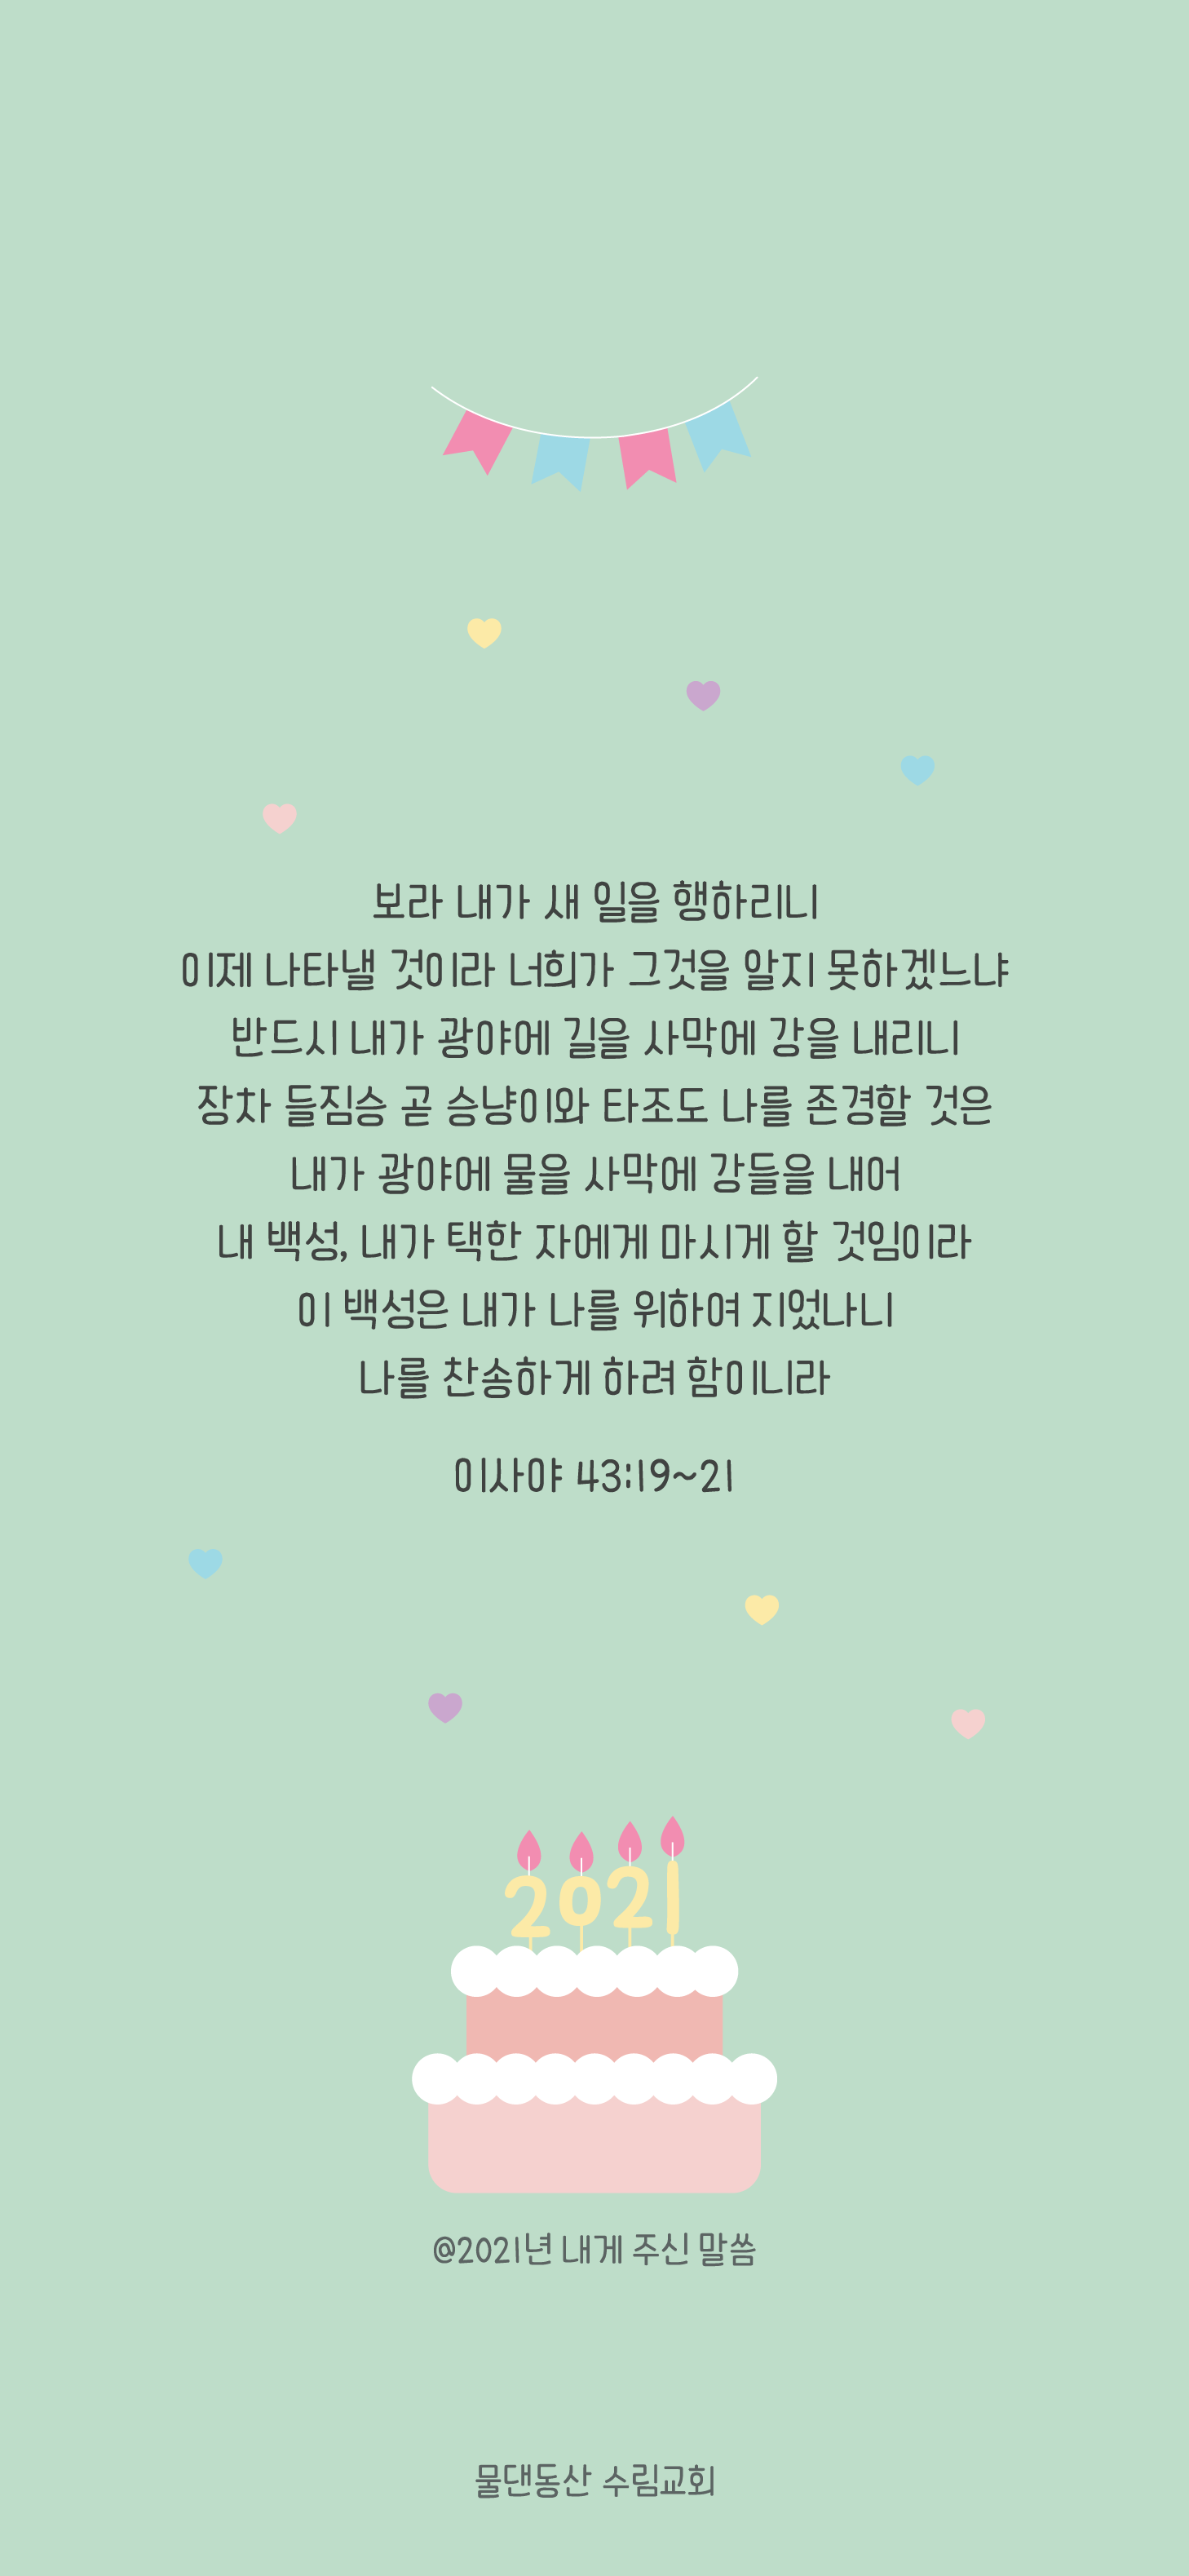 보라 내가 새 일을 행하리니
이제 나타낼 것이라 너희가 그것을 알지 못하겠느냐
반드시 내가 광야에 길을 사막에 강을 내리니
장차 들짐승 곧 승냥이와 타조도 나를 존경할 것은
내가 광야에 물을 사막에 강들을 내어
내 백성, 내가 택한 자에게 마시게 할 것임이라
이 백성은 내가 나를 위하여 지었나니
나를 찬송하게 하려 함이니라
이사야 43:19~21
2021
@2021년 내게 주신 말씀
물댄동산 수림교회